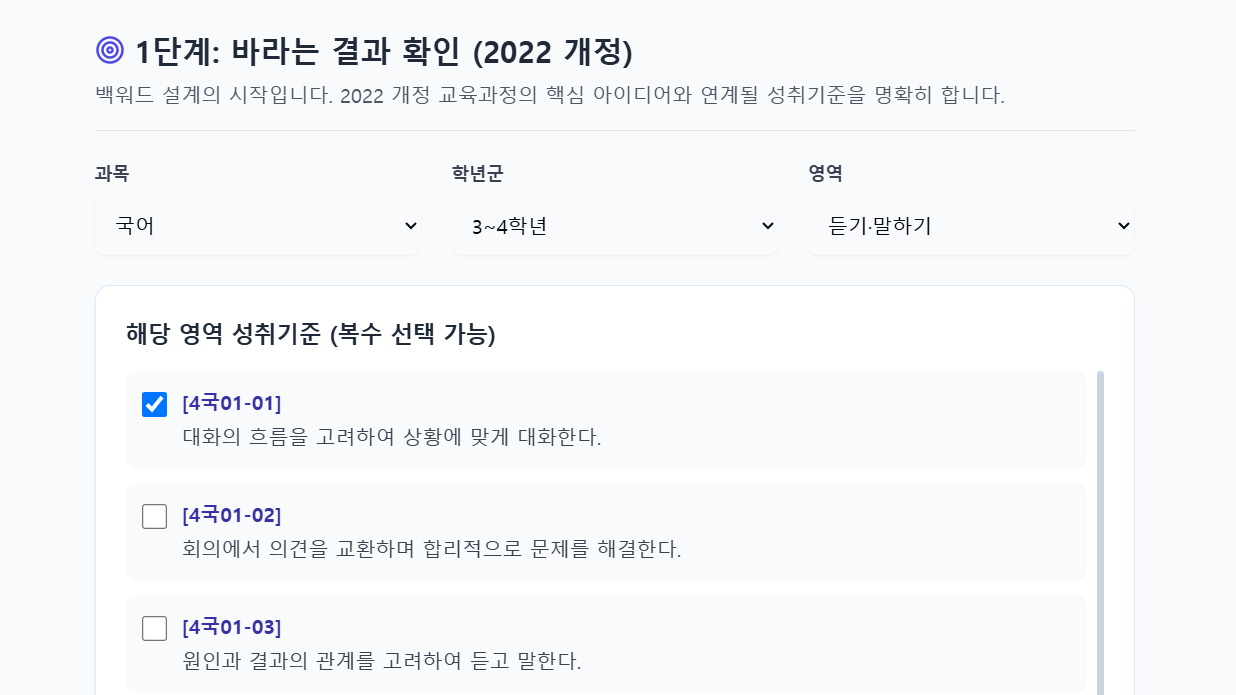 1단계: 바라는 결과 확인 (2022 개정)
백워드 설계의 시작입니다. 2022 개정 교육과정의 핵심 아이디어와 연계될 성취기준을 명확히 합니다.
과목
학년군
영역
국어
3~4학년
듣기·말하기
해당 영역 성취기준 (복수 선택 가능)
[4국01-01]
대화의 흐름을 고려하여 상황에 맞게 대화한다.
[4국01-02]
회의에서 의견을 교환하며 합리적으로 문제를 해결한다.
[4국01-03]
원인과 결과의 관계를 고려하여 듣고 말한다.